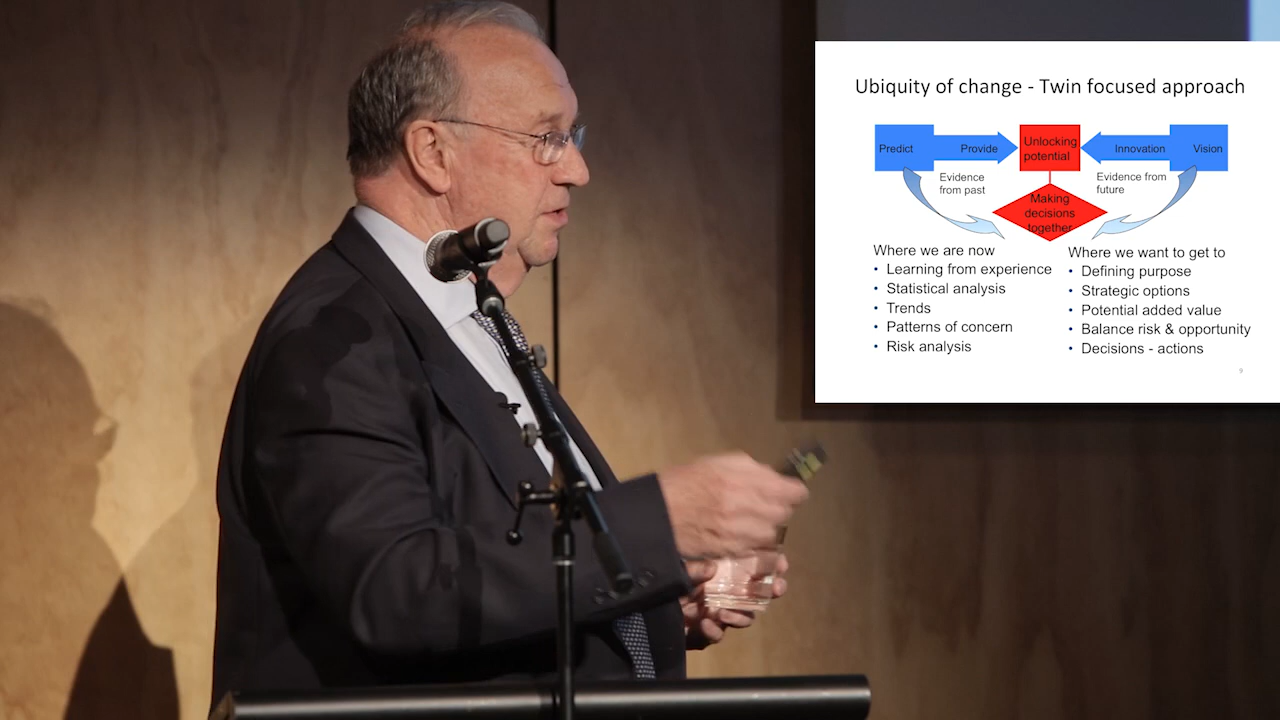 Ubiquity of change - Twin focused approach
Predict
Provide
Unlocking
potential
Innovation
Vision
Evidence
from past
Evidence from
future
Making
decisions
together
Where we are now
• Learning from experience
• Statistical analysis
• Trends
• Patterns of concern
• Risk analysis
Where we want to get to
• Defining purpose
• Strategic options
• Potential added value
• Balance risk & opportunity
• Decisions - actions
9